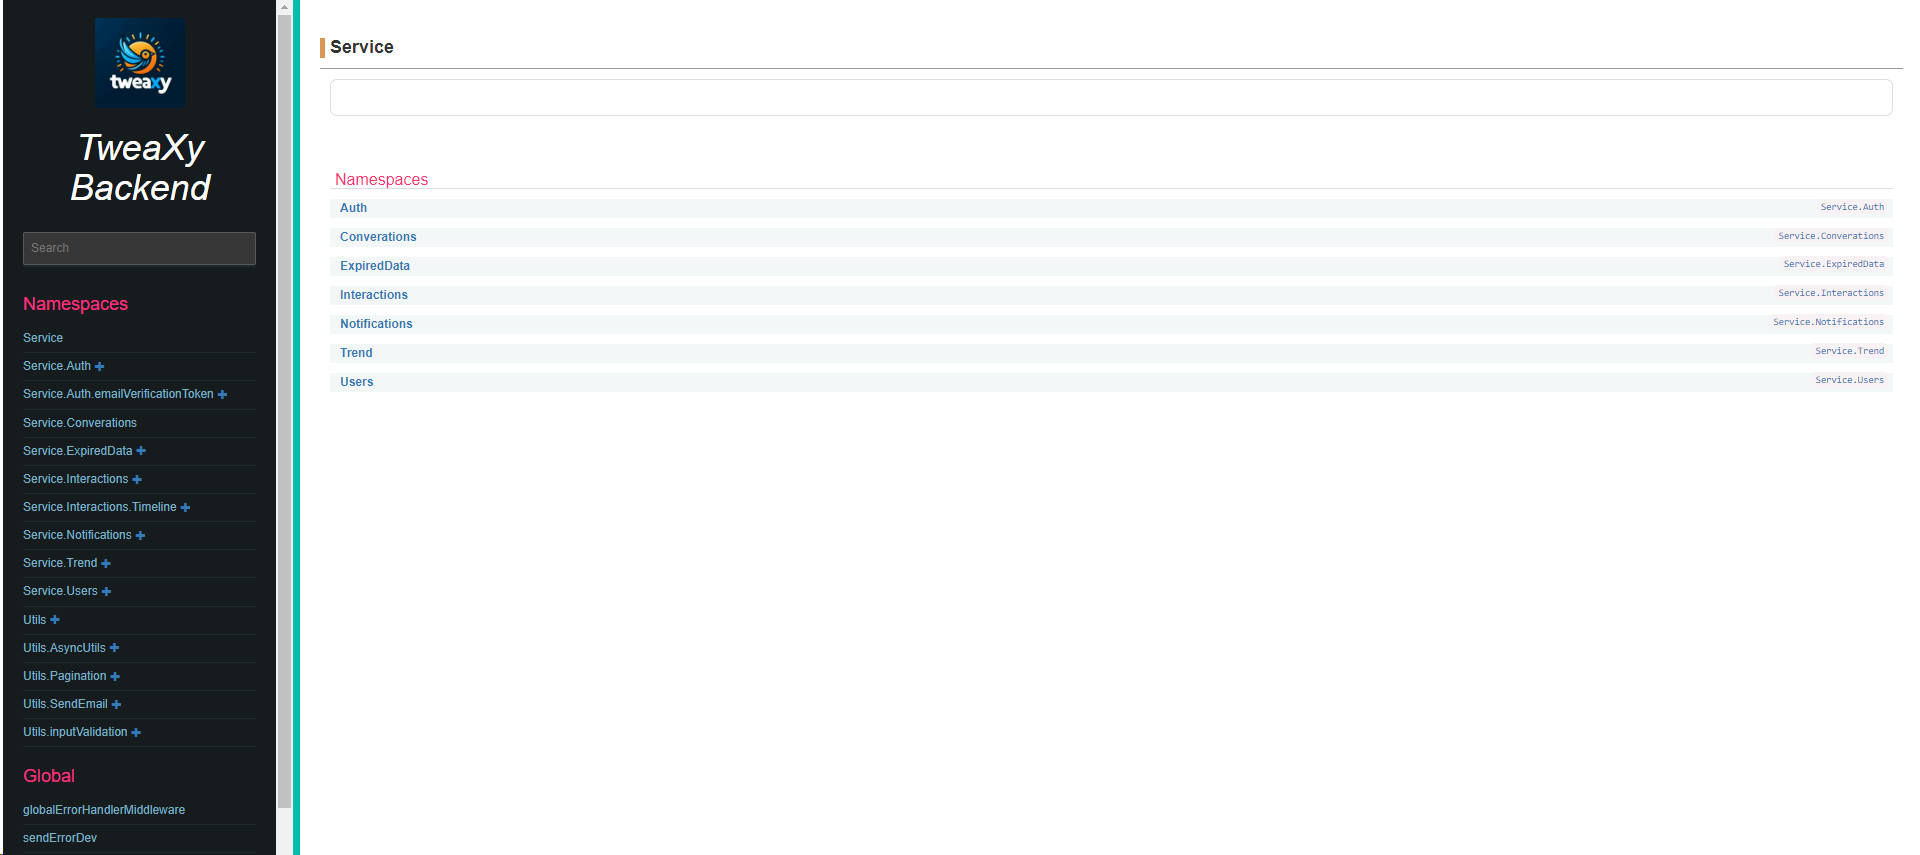 tweaxy
TweaXy
Backend
Search
Namespaces
Service
Service.Auth
Service.Auth.emailVerificationToken
Service.Converations
Service.ExpiredData
Service.Interactions
Service.Interactions.Timeline
Service.Notifications
Service.Trend
Service.Users
Utils
Utils.AsyncUtils
Utils.Pagination
Utils.SendEmail
Utils.inputValidation
Global
globalErrorHandlerMiddleware
sendErrorDev
Service
Namespaces
Auth Service.Auth
Converations Service.Converations
ExpiredData Service.ExpiredData
Interactions Service.Interactions
Notifications Service.Notifications
Trend Service.Trend
Users Service.Users